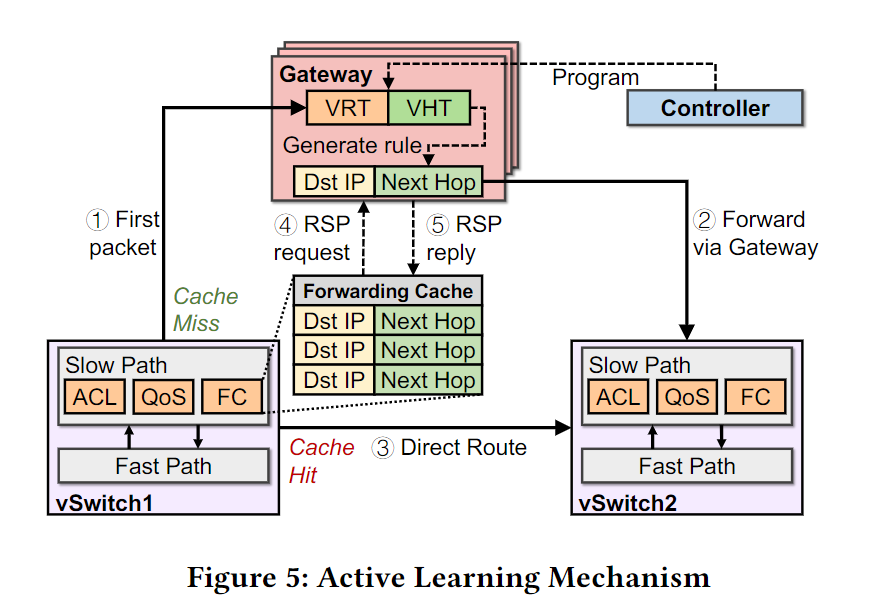 Gateway
Program
VRT VHT
Controller
Generate rule
Dst IP Next Hop
① First
packet
④ RSP
request
⑤ RSP
reply
② Forward
via Gateway
Cache
Miss
Forwarding Cache
Dst IP Next Hop
Dst IP Next Hop
Dst IP Next Hop
Slow Path
ACL QoS FC
Fast Path
vSwitch1
Cache
Hit
③ Direct Route
Slow Path
ACL QoS FC
Fast Path
vSwitch2
Figure 5: Active Learning Mechanism